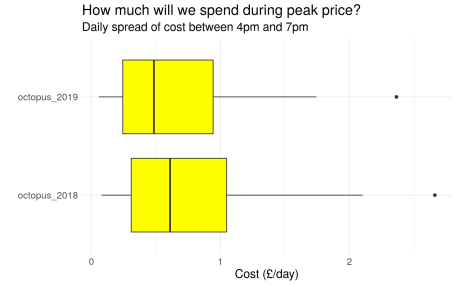 How much will we spend during peak price?
Daily spread of cost between 4pm and 7pm
octopus_2019
octopus_2018
0 1 2
Cost (£/day)